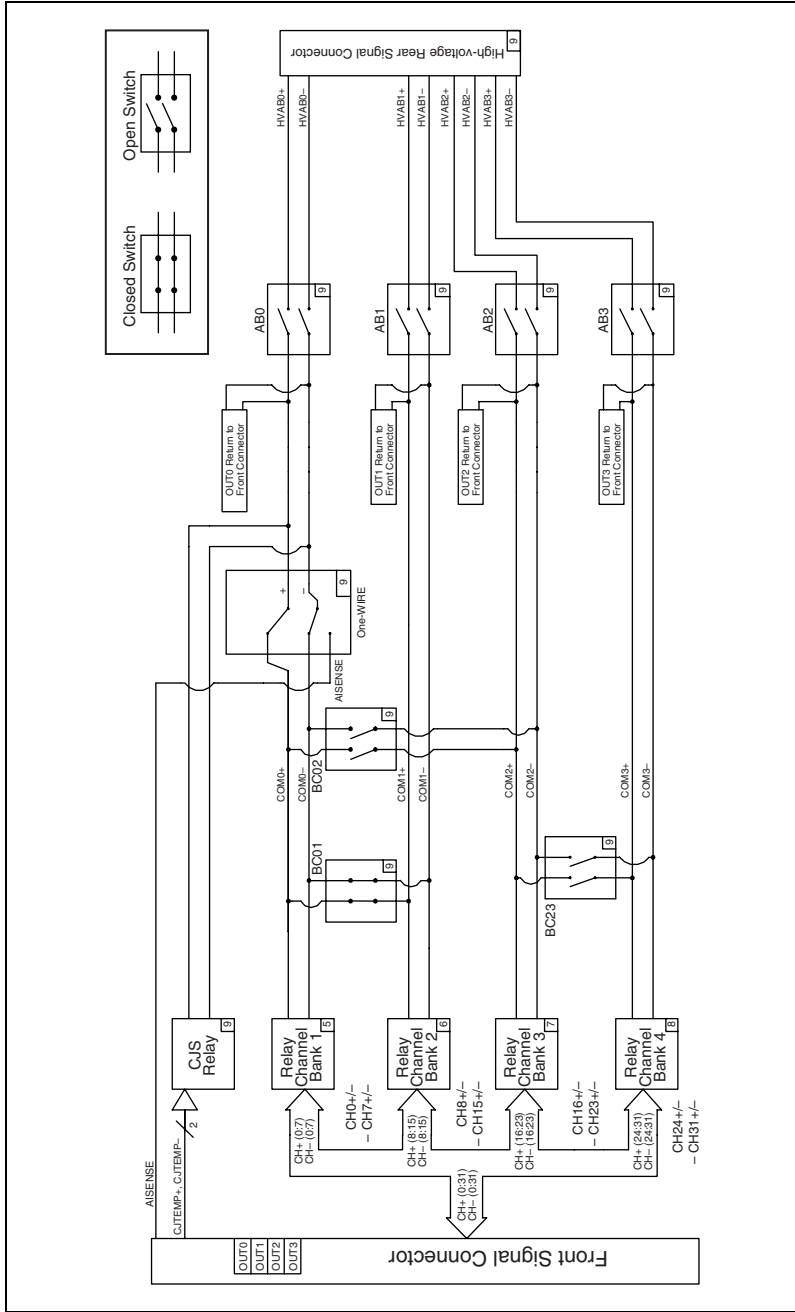 Closed Switch
Open Switch
High-voltage Rear Signal Connector
9
HVAB0+
HVAB0–
HVAB1+
HVAB1–
HVAB2+
HVAB2–
HVAB3+
HVAB3–
AB0
9
AB1
9
AB2
9
AB3
9
OUT0 Return to
Front Connector
OUT1 Return to
Front Connector
OUT2 Return to
Front Connector
OUT3 Return to
Front Connector
+
–
9
One-WIRE
AISENSE
BC02
9
COM0+
COM0–
COM1+
COM1–
COM2+
COM2–
COM3+
COM3–
BC01
9
BC23
9
CJS
Relay
9
Relay
Channel
Bank 1
5
Relay
Channel
Bank 2
6
Relay
Channel
Bank 3
7
Relay
Channel
Bank 4
8
2
AISENSE
CJTEMP+, CJTEMP–
CH+ (0:7)
CH– (0:7)
CH0+/–
– CH7+/–
CH+ (8:15)
CH– (8:15)
CH8+/–
– CH15+/–
CH+ (16:23)
CH– (16:23)
CH16+/–
– CH23+/–
CH+ (24:31)
CH– (24:31)
CH24+/–
– CH31+/–
CH+ (0:31)
CH– (0:31)
OUT0
OUT1
OUT2
OUT3
Front Signal Connector